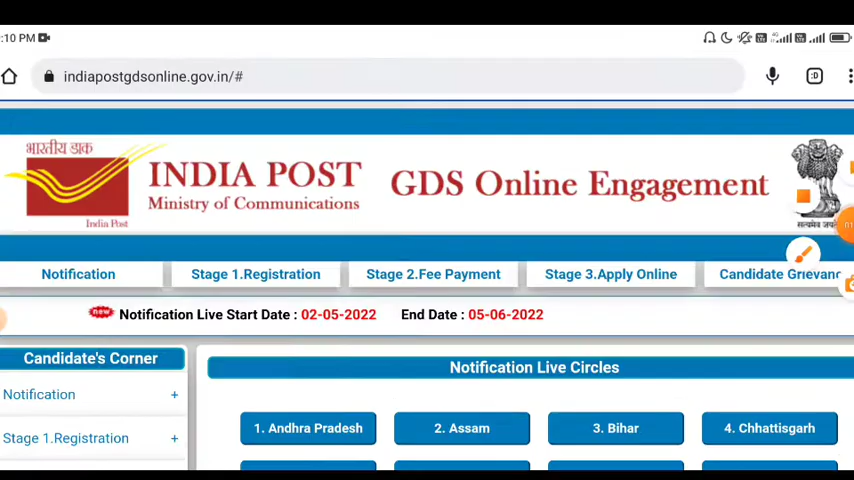 :10 PM
indiapostgdsonline.gov.in/#
:D
भारतीय डाक
India Post
INDIA POST
Ministry of Communications
GDS Online Engagement
सत्यमेव जयते
Notification
Stage 1.Registration
Stage 2.Fee Payment
Stage 3.Apply Online
Candidate Grievanc
new
Notification Live Start Date : 02-05-2022 End Date : 05-06-2022
Candidate's Corner
Notification +
Stage 1.Registration +
Notification Live Circles
1. Andhra Pradesh
2. Assam
3. Bihar
4. Chhattisgarh